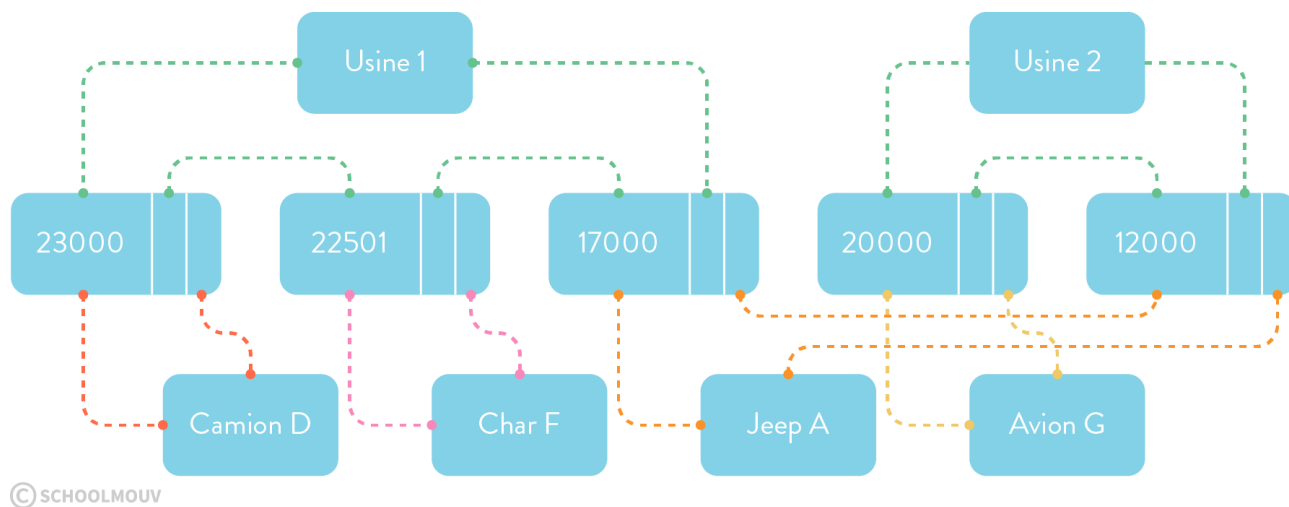 Usine 1
Usine 2
23000
22501
17000
20000
12000
Camion D
Char F
Jeep A
Avion G
© SCHOOLMOUV